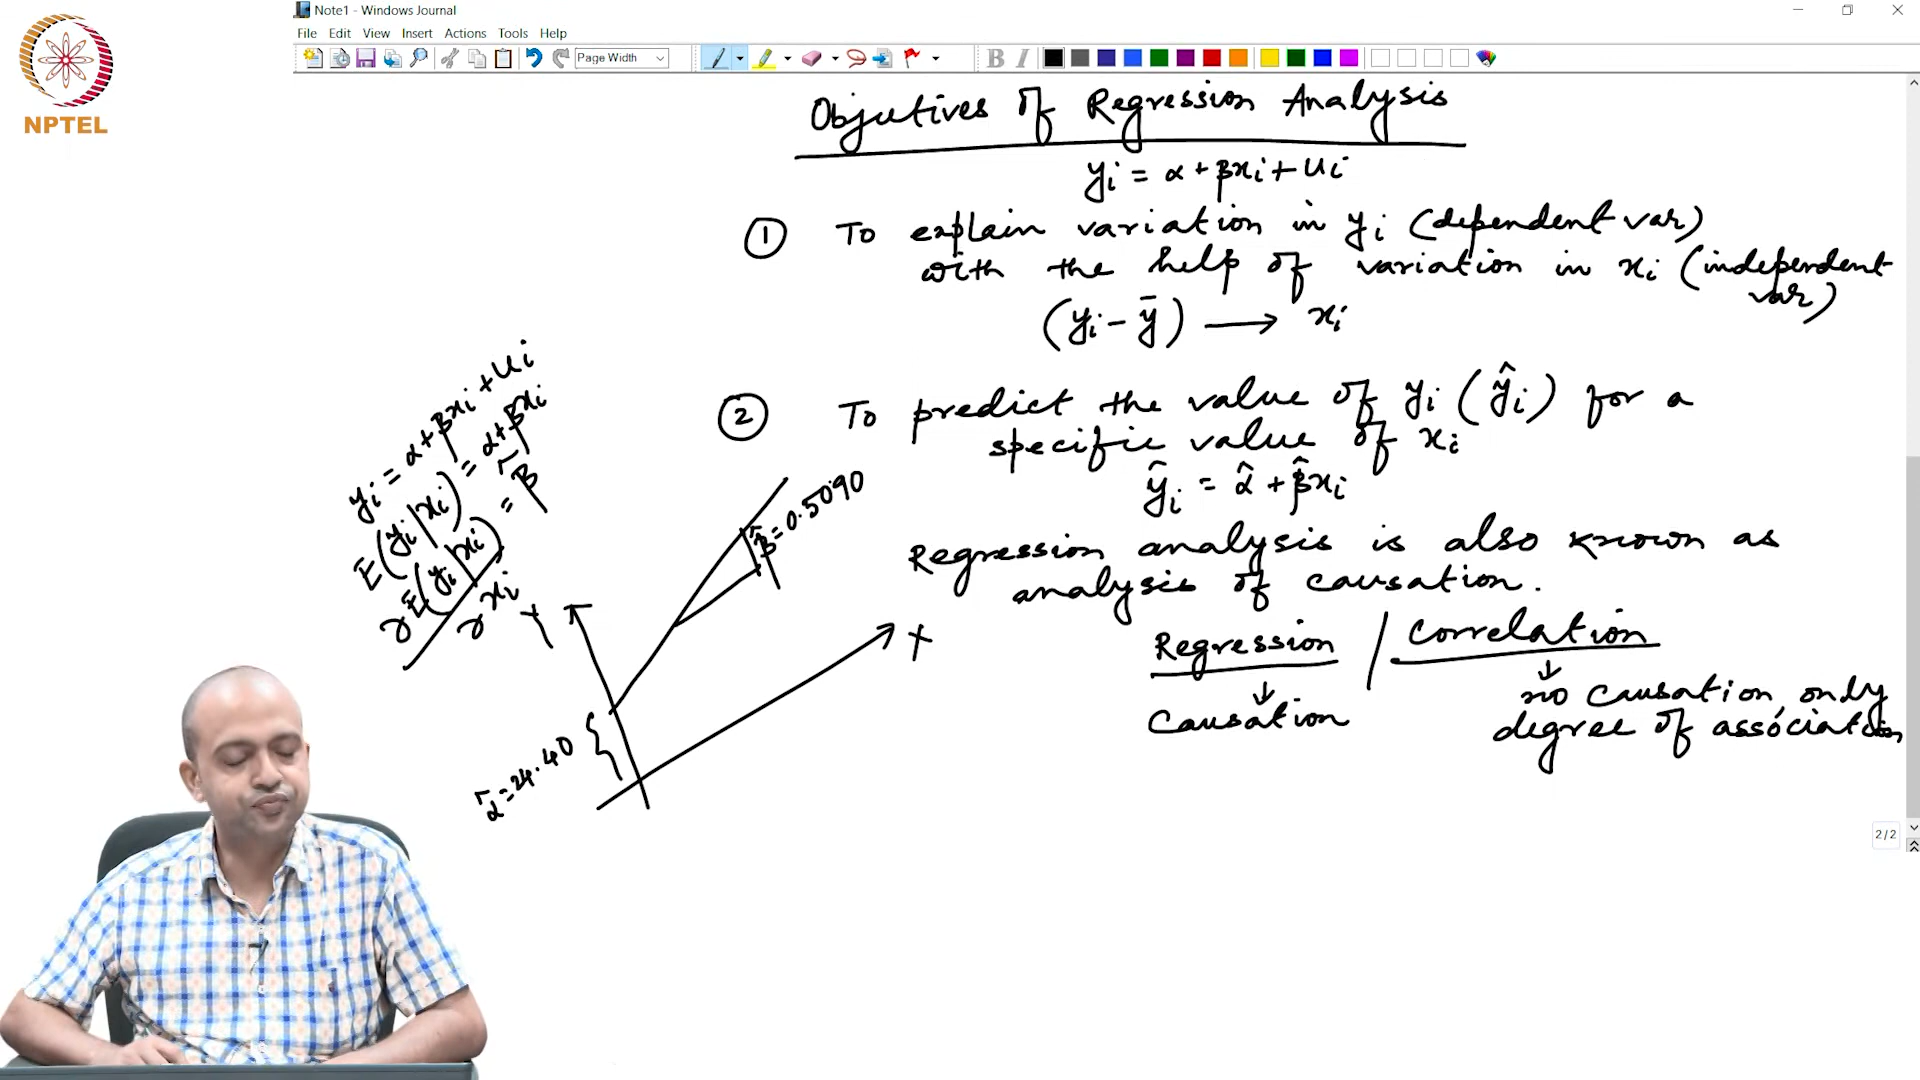 Note1 - Windows Journal
File Edit View Insert Actions Tools Help
Page Width
B I
NPTEL
Objectives of Regression Analysis
yi = α + βxi + ui
① To explain variation in yi (dependent var)
with the help of variation in xi (independent
var)
(yi - ȳ) → xi
② To predict the value of yi (ŷi) for a
specific value of xi
ŷi = α̂ + β̂xi
Regression analysis is also known as
analysis of causation.
Regression / Correlation
↓ ↓
Causation
no causation, only
degree of association
yi = α + βxi + ui
E(yi|xi) = α + βxi
∂E(yi|xi) / ∂xi = β
Y
X
β̂ = 0.5090
α̂ = 24.40
2/2